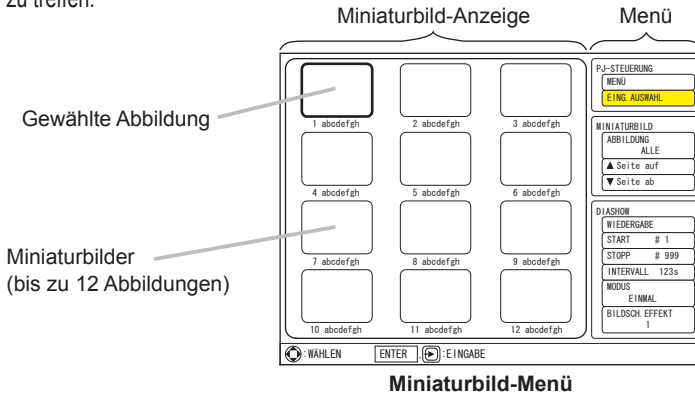 zu treffen.
Miniaturbild-Anzeige
Menü
Gewählte Abbildung
Miniaturbilder
(bis zu 12 Abbildungen)
1 abcdefgh
2 abcdefgh
3 abcdefgh
4 abcdefgh
5 abcdefgh
6 abcdefgh
7 abcdefgh
8 abcdefgh
9 abcdefgh
10 abcdefgh
11 abcdefgh
12 abcdefgh
PJ-STEUERUNG
MENÜ
EING. AUSWAHL
MINIATURBILD
ABBILDUNG
ALLE
▲ Seite auf
▼ Seite ab
DIASHOW
WIEDERGABE
START # 1
STOPP # 999
INTERVALL 123s
MODUS
EINMAL
BILDSCH. EFFEKT
1
:WÄHLEN ENTER , :EINGABE
Miniaturbild-Menü